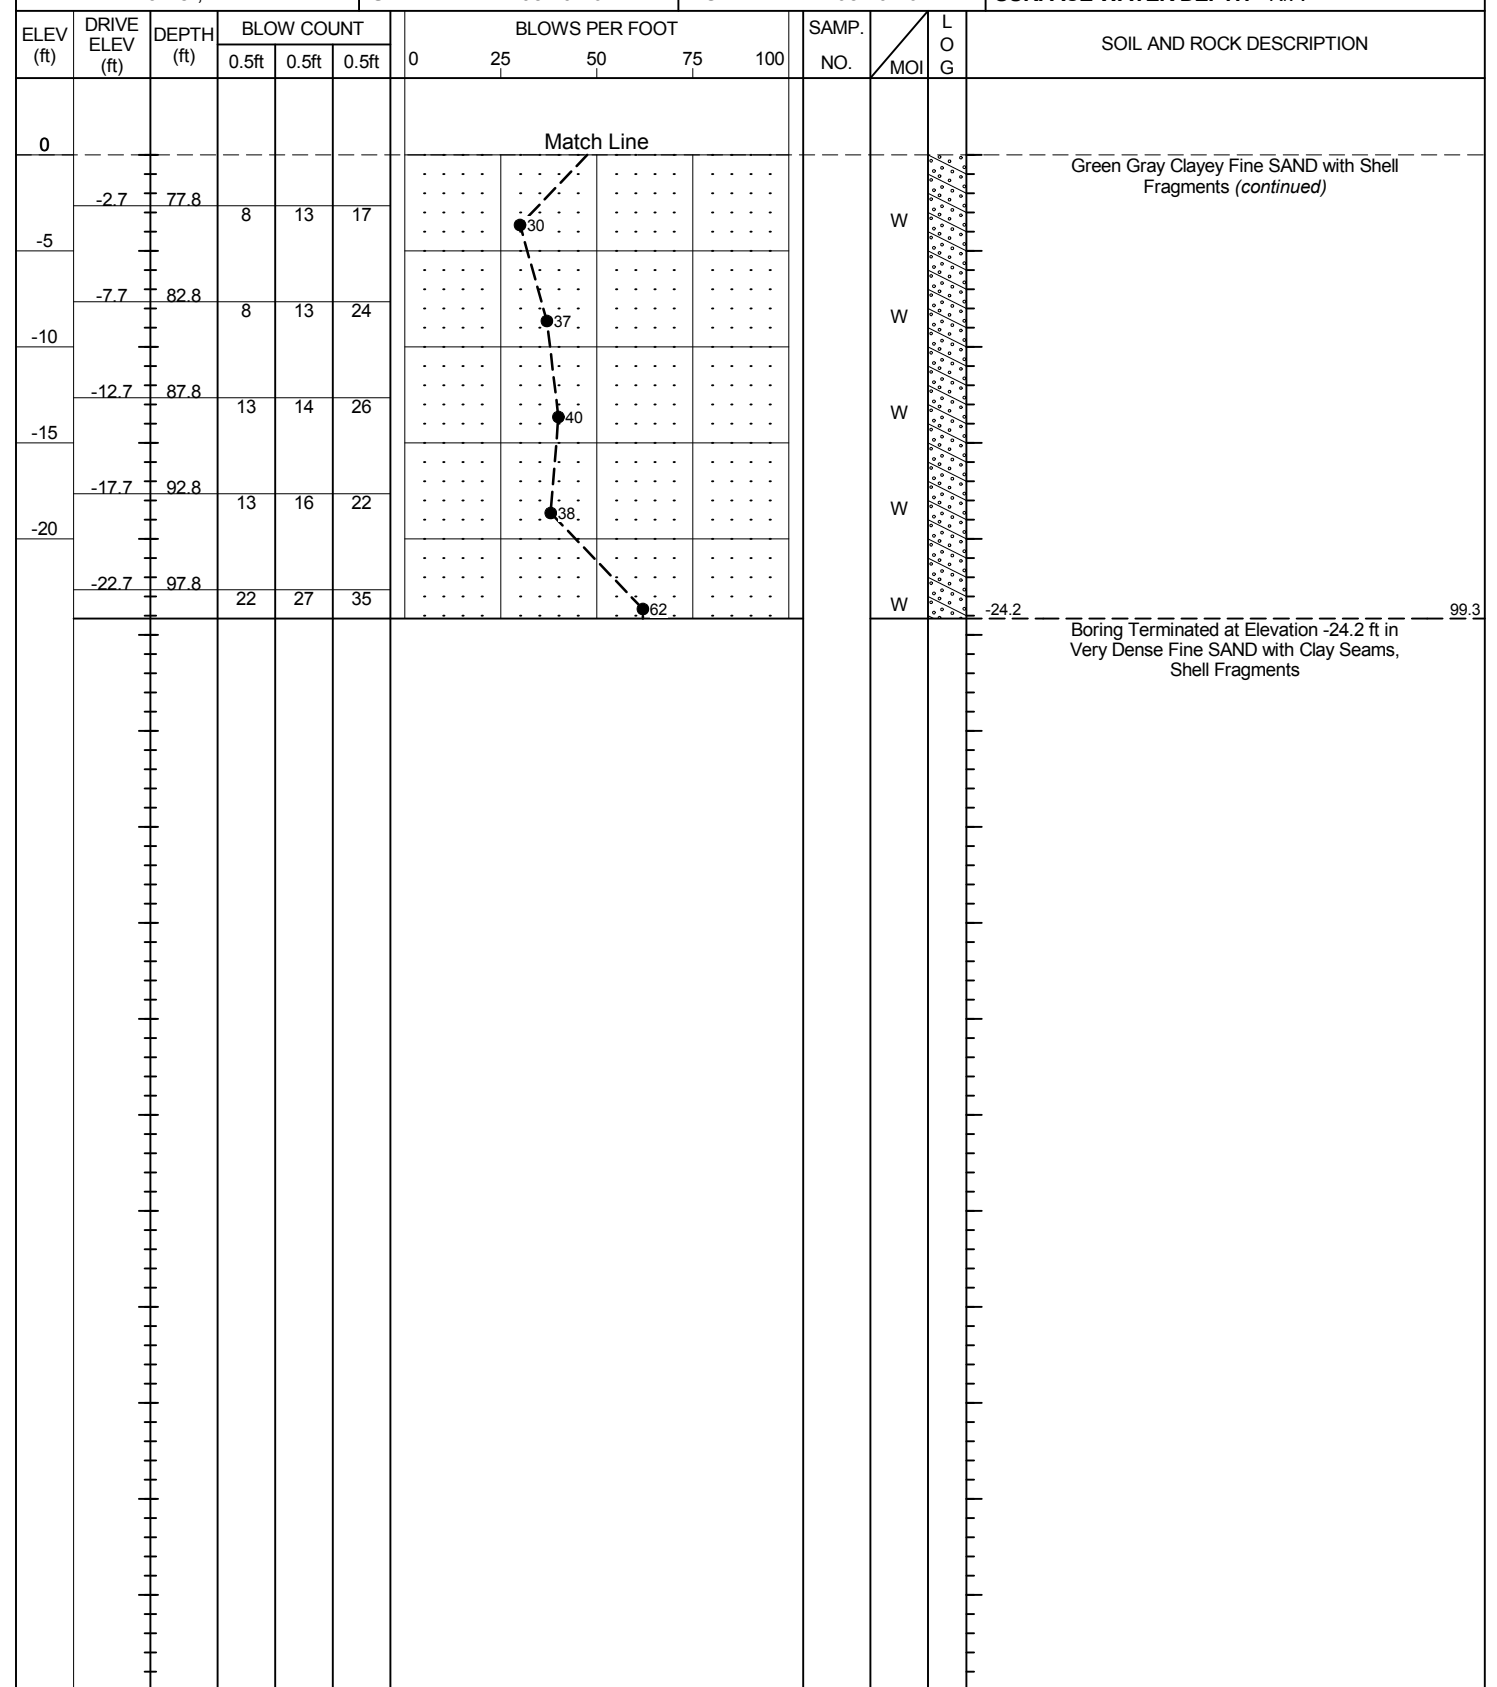 SURFACE WATER DEPTH N/A
ELEV (ft) DRIVE ELEV (ft) DEPTH (ft) BLOW COUNT BLOWS PER FOOT SAMP. NO. MOI LOG SOIL AND ROCK DESCRIPTION
0.5ft 0.5ft 0.5ft 0 25 50 75 100
Match Line
0
Green Gray Clayey Fine SAND with Shell
Fragments (continued)
-2.7 77.8
8 13 17 30 W
-5
-7.7 82.8
8 13 24 37 W
-10
-12.7 87.8
13 14 26 40 W
-15
-17.7 92.8
13 16 22 38 W
-20
-22.7 97.8
22 27 35 62 W
-24.2 99.3
Boring Terminated at Elevation -24.2 ft in
Very Dense Fine SAND with Clay Seams,
Shell Fragments